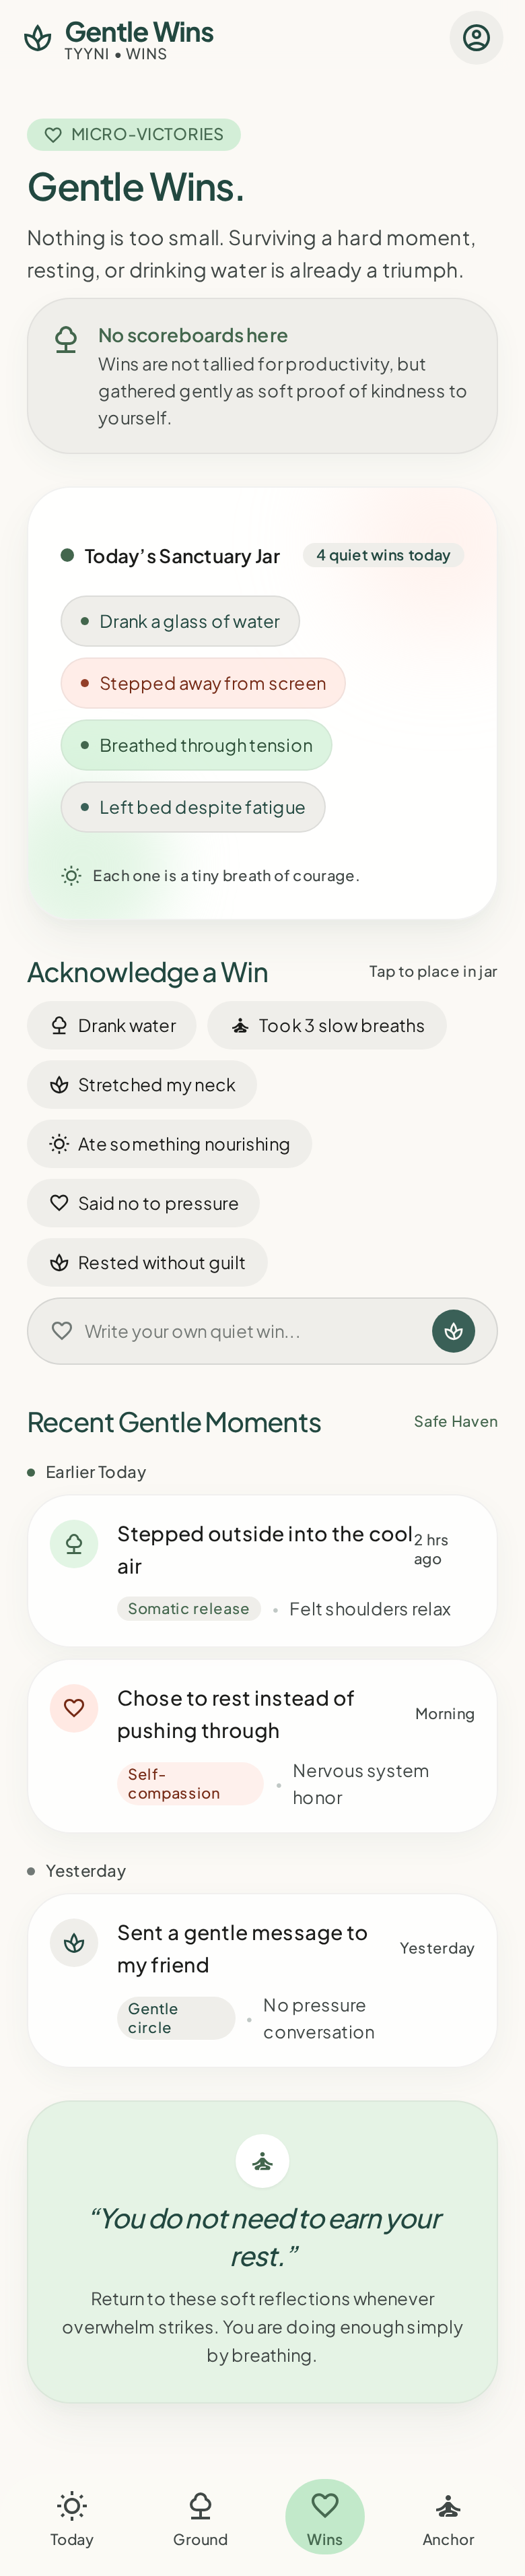 Gentle Wins
TYYNI • WINS
MICRO-VICTORIES
Gentle Wins.
Nothing is too small. Surviving a hard moment,
resting, or drinking water is already a triumph.
No scoreboards here
Wins are not tallied for productivity, but
gathered gently as soft proof of kindness to
yourself.
Today’s Sanctuary Jar
4 quiet wins today
Drank a glass of water
Stepped away from screen
Breathed through tension
Left bed despite fatigue
Each one is a tiny breath of courage.
Acknowledge a Win
Tap to place in jar
Drank water
Took 3 slow breaths
Stretched my neck
Ate something nourishing
Said no to pressure
Rested without guilt
Write your own quiet win...
Recent Gentle Moments
Safe Haven
Earlier Today
Stepped outside into the cool
air
2 hrs
ago
Somatic release • Felt shoulders relax
Chose to rest instead of
pushing through
Morning
Self-
compassion
• Nervous system
honor
Yesterday
Sent a gentle message to
my friend
Yesterday
Gentle
circle
• No pressure
conversation
“You do not need to earn your
rest.”
Return to these soft reflections whenever
overwhelm strikes. You are doing enough simply
by breathing.
Today
Ground
Wins
Anchor